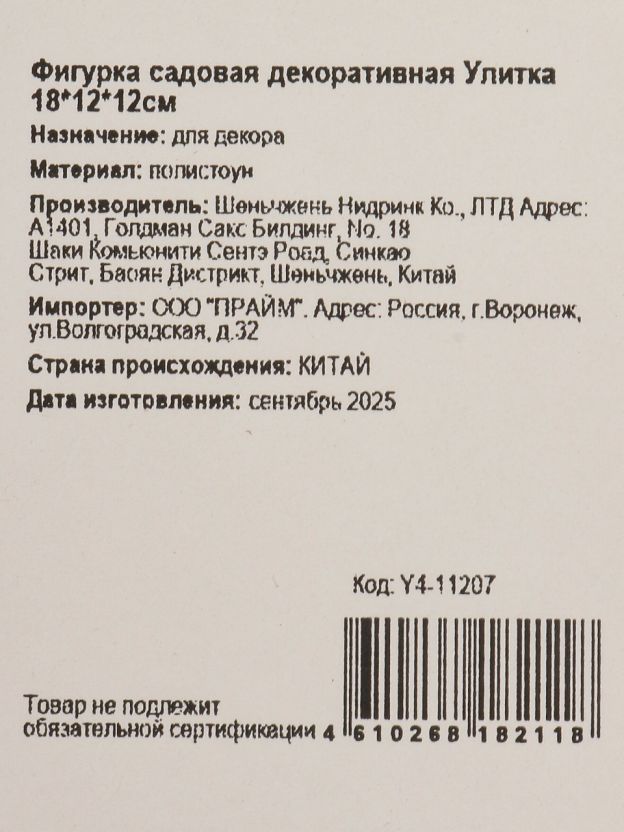 Фигурка садовая декоративная Улитка
18*12*12см
Назначение: для декора
Материал: полистоун
Производитель: Шеньчжень Нидринк Ко., ЛТД Адрес:
А1401, Голдман Сакс Билдинг, No. 18
Шаки Комьюнити Сентэ Роад, Синкао
Стрит, Баоян Дистрикт, Шеньчжень, Китай
Импортер: ООО "ПРАЙМ". Адрес: Россия, г.Воронеж,
ул.Волгоградская, д.32
Страна происхождения: КИТАЙ
Дата изготовления: сентябрь 2025
Код: Y4-11207
Товар не подлежит
обязательной сертификации
4 610268 182118